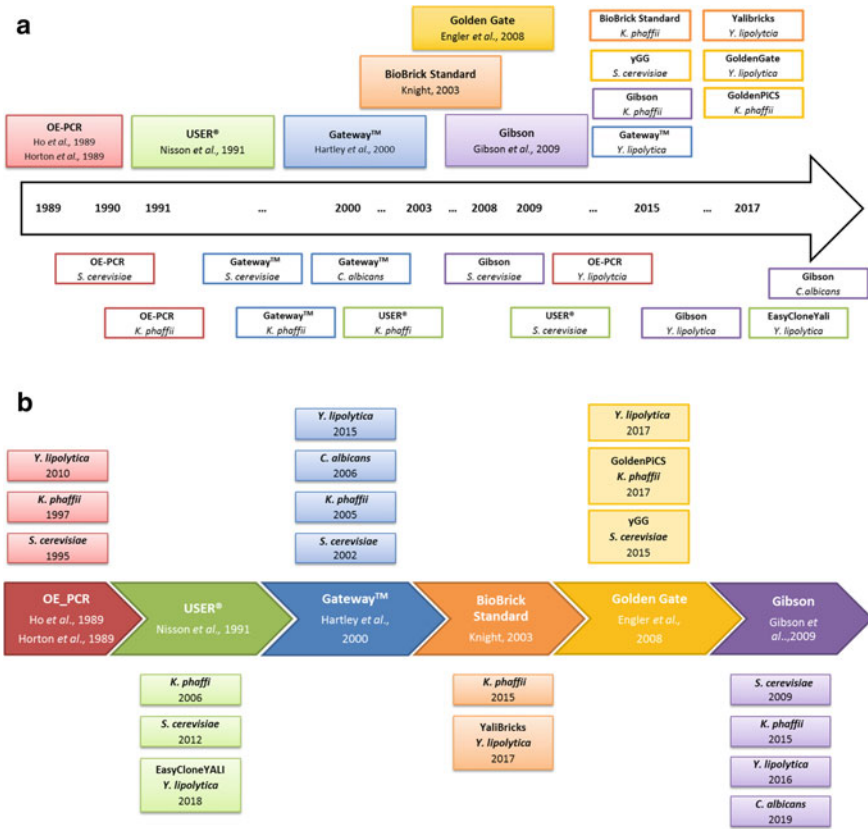 a
Golden Gate
Engler et al., 2008
BioBrick Standard
K. phaffii
Yalibricks
Y. lipolytcia
BioBrick Standard
Knight, 2003
yGG
S. cerevisiae
GoldenGate
Y. lipolytica
Gibson
K. phaffii
GoldenPiCS
K. phaffii
OE-PCR
Ho et al., 1989
Horton et al., 1989
USER®
Nisson et al., 1991
Gateway™
Hartley et al., 2000
Gibson
Gibson et al., 2009
Gateway™
Y. lipolytica
1989 1990 1991 ... 2000 ... 2003 ... 2008 2009 ... 2015 ... 2017
OE-PCR
S. cerevisiae
Gateway™
S. cerevisiae
Gateway™
C. albicans
Gibson
S. cerevisiae
OE-PCR
Y. lipolytcia
Gibson
C.albicans
OE-PCR
K. phaffii
Gateway™
K. phaffii
USER®
K. phaffi
USER®
S. cerevisiae
Gibson
Y. lipolytica
EasyCloneYali
Y. lipolytica
b
Y. lipolytica
2010
K. phaffii
1997
S. cerevisiae
1995
Y. lipolytica
2015
C. albicans
2006
K. phaffii
2005
S. cerevisiae
2002
Y. lipolytica
2017
GoldenPiCS
K. phaffii
2017
yGG
S. cerevisiae
2015
OE_PCR
Ho et al., 1989
Horton et al., 1989
USER®
Nisson et al., 1991
Gateway™
Hartley et al.,
2000
BioBrick
Standard
Knight, 2003
Golden Gate
Engler et al.,
2008
Gibson
Gibson et
al..,2009
K. phaffi
2006
S. cerevisiae
2012
EasyCloneYALI
Y. lipolytica
2018
K. phaffii
2015
YaliBricks
Y. lipolytica
2017
S. cerevisiae
2009
K. phaffii
2015
Y. lipolytica
2016
C. albicans
2019